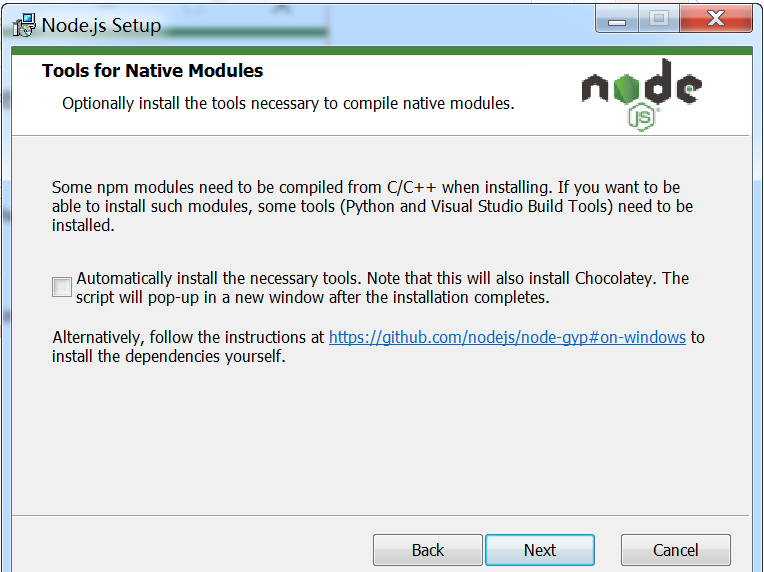 Node.js Setup
Tools for Native Modules
Optionally install the tools necessary to compile native modules.
node
JS
Some npm modules need to be compiled from C/C++ when installing. If you want to be
able to install such modules, some tools (Python and Visual Studio Build Tools) need to be
installed.
Automatically install the necessary tools. Note that this will also install Chocolatey. The
script will pop-up in a new window after the installation completes.
Alternatively, follow the instructions at https://github.com/nodejs/node-gyp#on-windows to
install the dependencies yourself.
Back
Next
Cancel